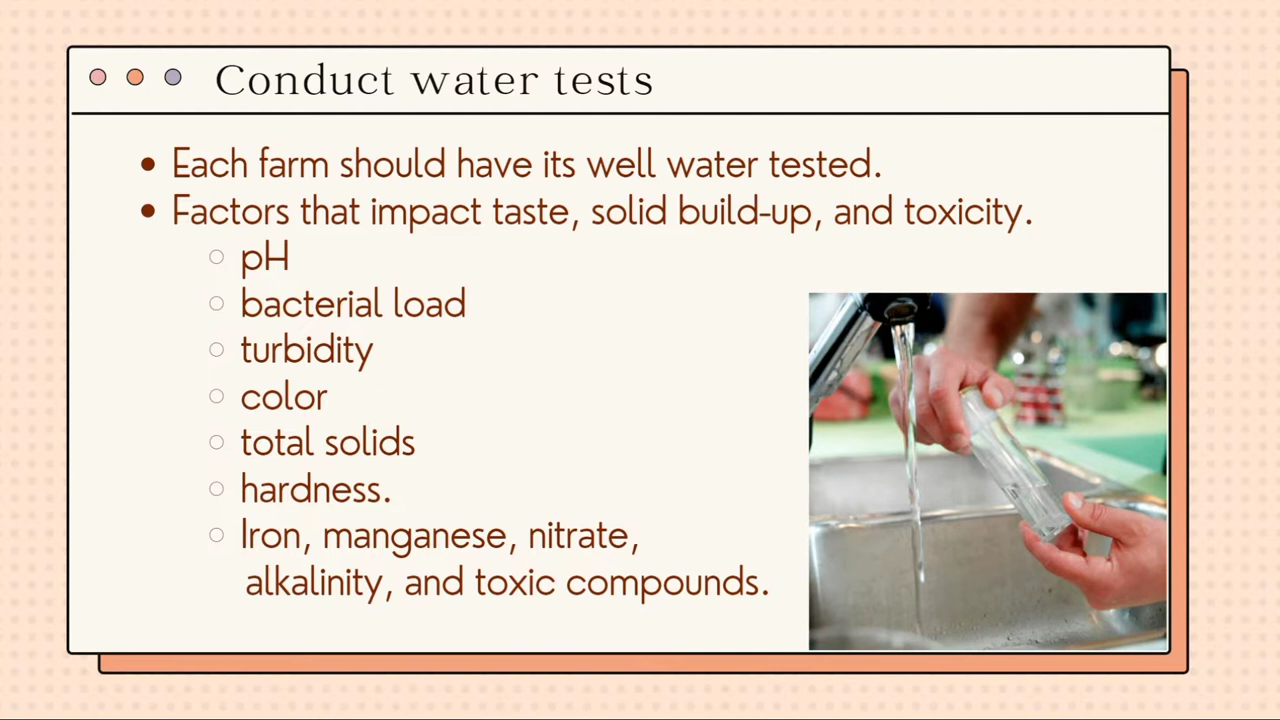 Conduct water tests
Each farm should have its well water tested.
Factors that impact taste, solid build-up, and toxicity.
pH
bacterial load
turbidity
color
total solids
hardness.
Iron, manganese, nitrate,
alkalinity, and toxic compounds.